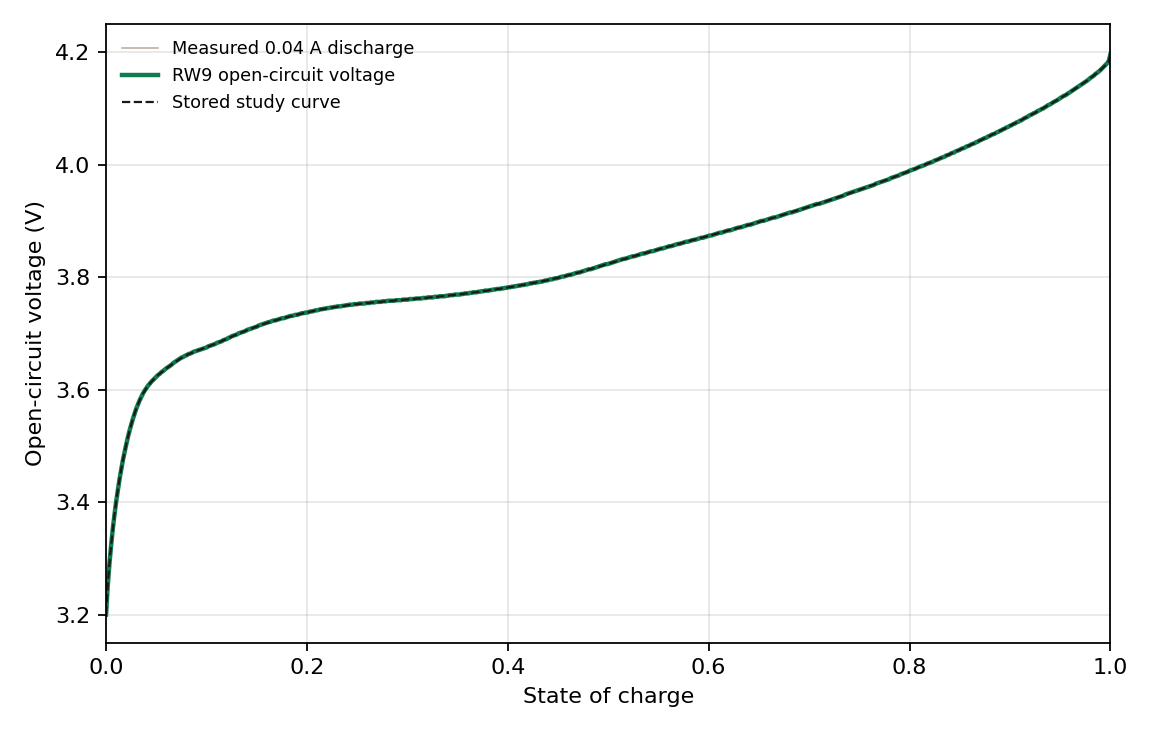 4.2
4.0
3.8
3.6
3.4
3.2
Open-circuit voltage (V)
Measured 0.04 A discharge
RW9 open-circuit voltage
Stored study curve
0.0 0.2 0.4 0.6 0.8 1.0
State of charge